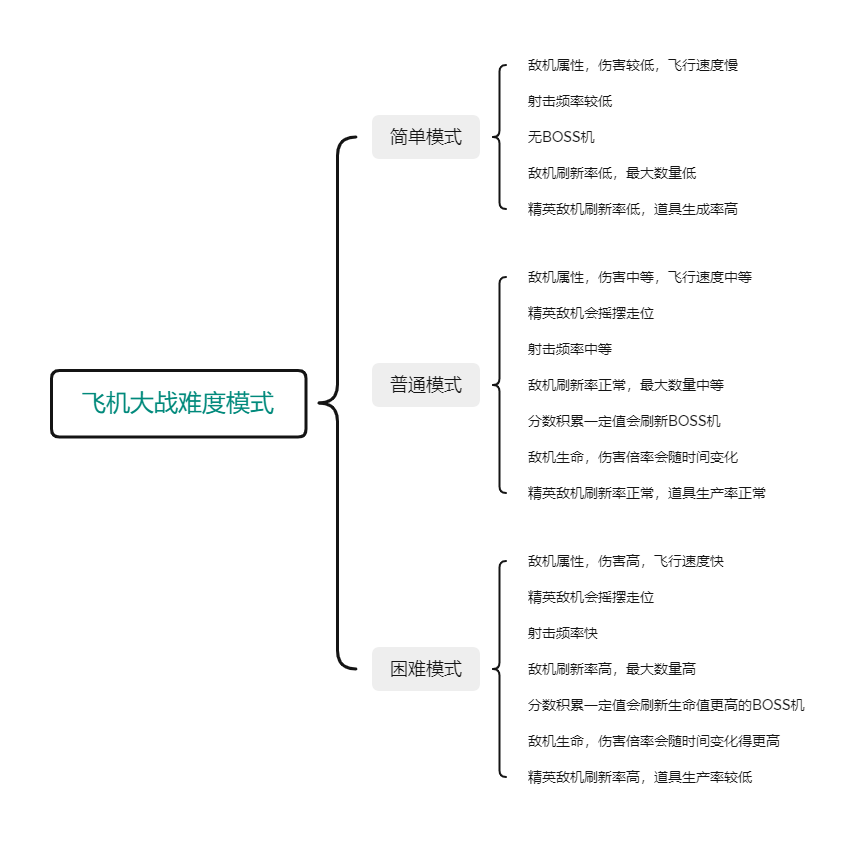 飞机大战难度模式
简单模式
敌机属性，伤害较低，飞行速度慢
射击频率较低
无BOSS机
敌机刷新率低，最大数量低
精英敌机刷新率低，道具生成率高
普通模式
敌机属性，伤害中等，飞行速度中等
精英敌机会摇摆走位
射击频率中等
敌机刷新率正常，最大数量中等
分数积累一定值会刷新BOSS机
敌机生命，伤害倍率会随时间变化
精英敌机刷新率正常，道具生产率正常
困难模式
敌机属性，伤害高，飞行速度快
精英敌机会摇摆走位
射击频率快
敌机刷新率高，最大数量高
分数积累一定值会刷新生命值更高的BOSS机
敌机生命，伤害倍率会随时间变化得更高
精英敌机刷新率高，道具生产率较低